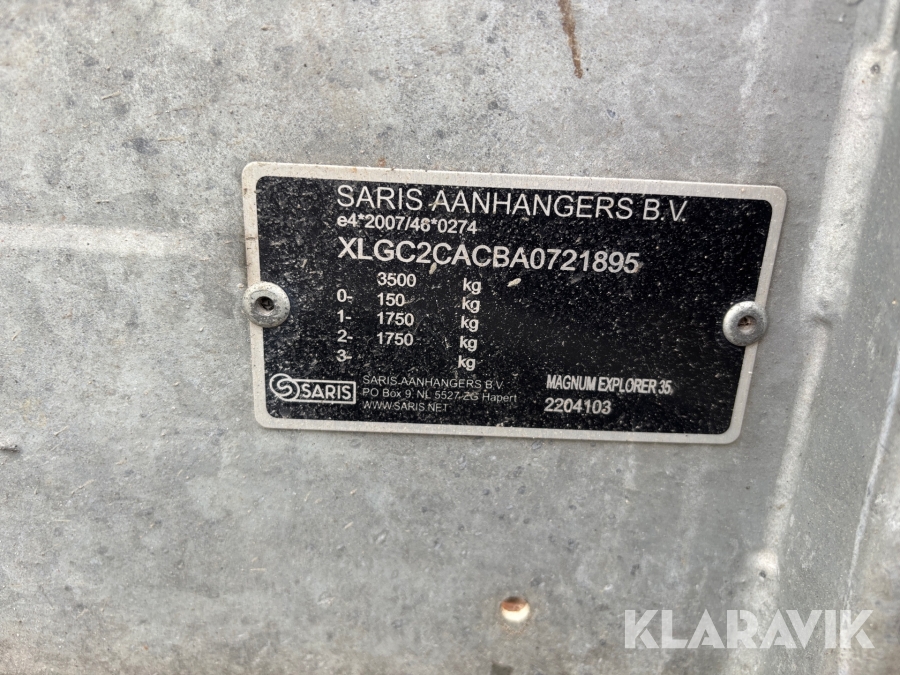 SARIS AANHANGERS B.V.
e4*2007/46*0274
XLGC2CACBA0721895
3500 kg
0- 150 kg
1- 1750 kg
2- 1750 kg
3- kg
SARIS
SARIS AANHANGERS B.V.
PO Box 9, NL 5527 ZG Hapert
WWW.SARIS.NET
MAGNUM EXPLORER 35
2204103
KLARAVIK